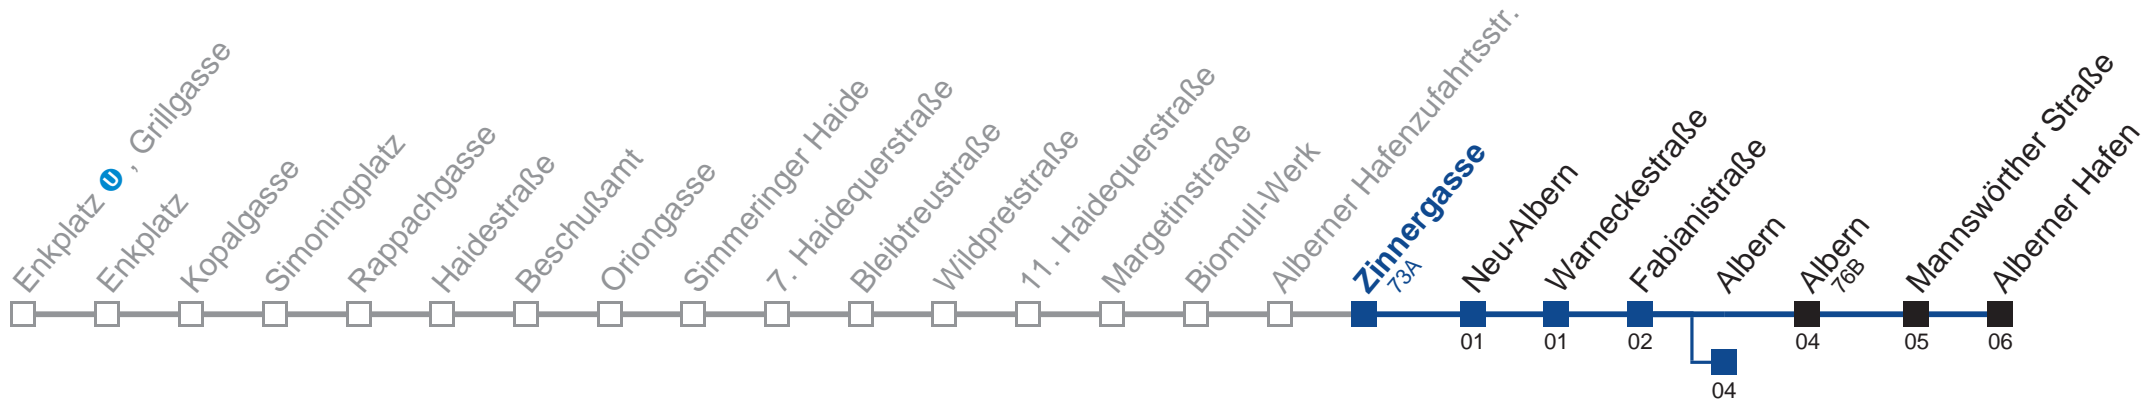 Enkplatz U , Grillgasse
Enkplatz
Kopalgasse
Simoningplatz
Rappachgasse
Haidestraße
Beschußamt
Oriongasse
Simmeringer Haide
7. Haidequerstraße
Bleibtreustraße
Wildpretstraße
11. Haidequerstraße
Margetinstraße
Biomull-Werk
Alberner Hafenzufahrtsstr.
Zinnergasse
73A
Neu-Albern
Warneckestraße
Fabianistraße
Albern
Albern
76B
Mannswörther Straße
Alberner Hafen
01
01
02
04
05
06
04